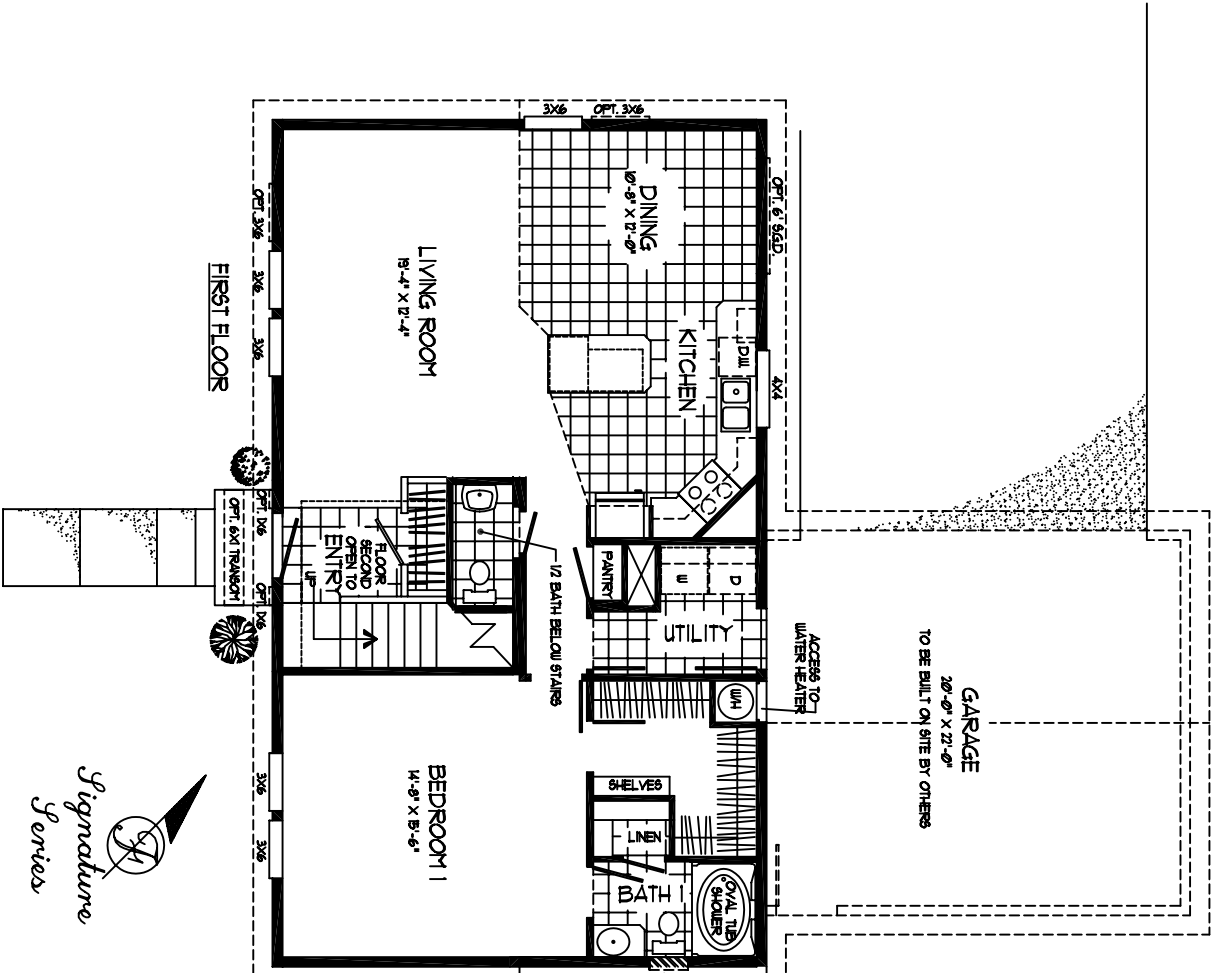 3X6
OPT. 3X6
OPT. 6' SGD.
DINING
10'-8" X 12'-0"
OPT. 3X6
3X6
3X6
LIVING ROOM
19'-4" X 12'-4"
FIRST FLOOR
KITCHEN
D.W.
4X4
PANTRY
W
D
UTILITY
1/2 BATH BELOW STAIRS
ENTRY
OPEN TO
SECOND
FLOOR
UP
OPT. 1X6
OPT. 6X1 TRANSOM
OPT. 1X6
ACCESS TO
WATER HEATER
WH
GARAGE
20'-0" X 22'-0"
TO BE BUILT ON SITE BY OTHERS
SHELVES
LINEN
BEDROOM 1
14'-8" X 15'-6"
3X6
3X6
BATH 1
OVAL TUB
SHOWER
Signature
Series